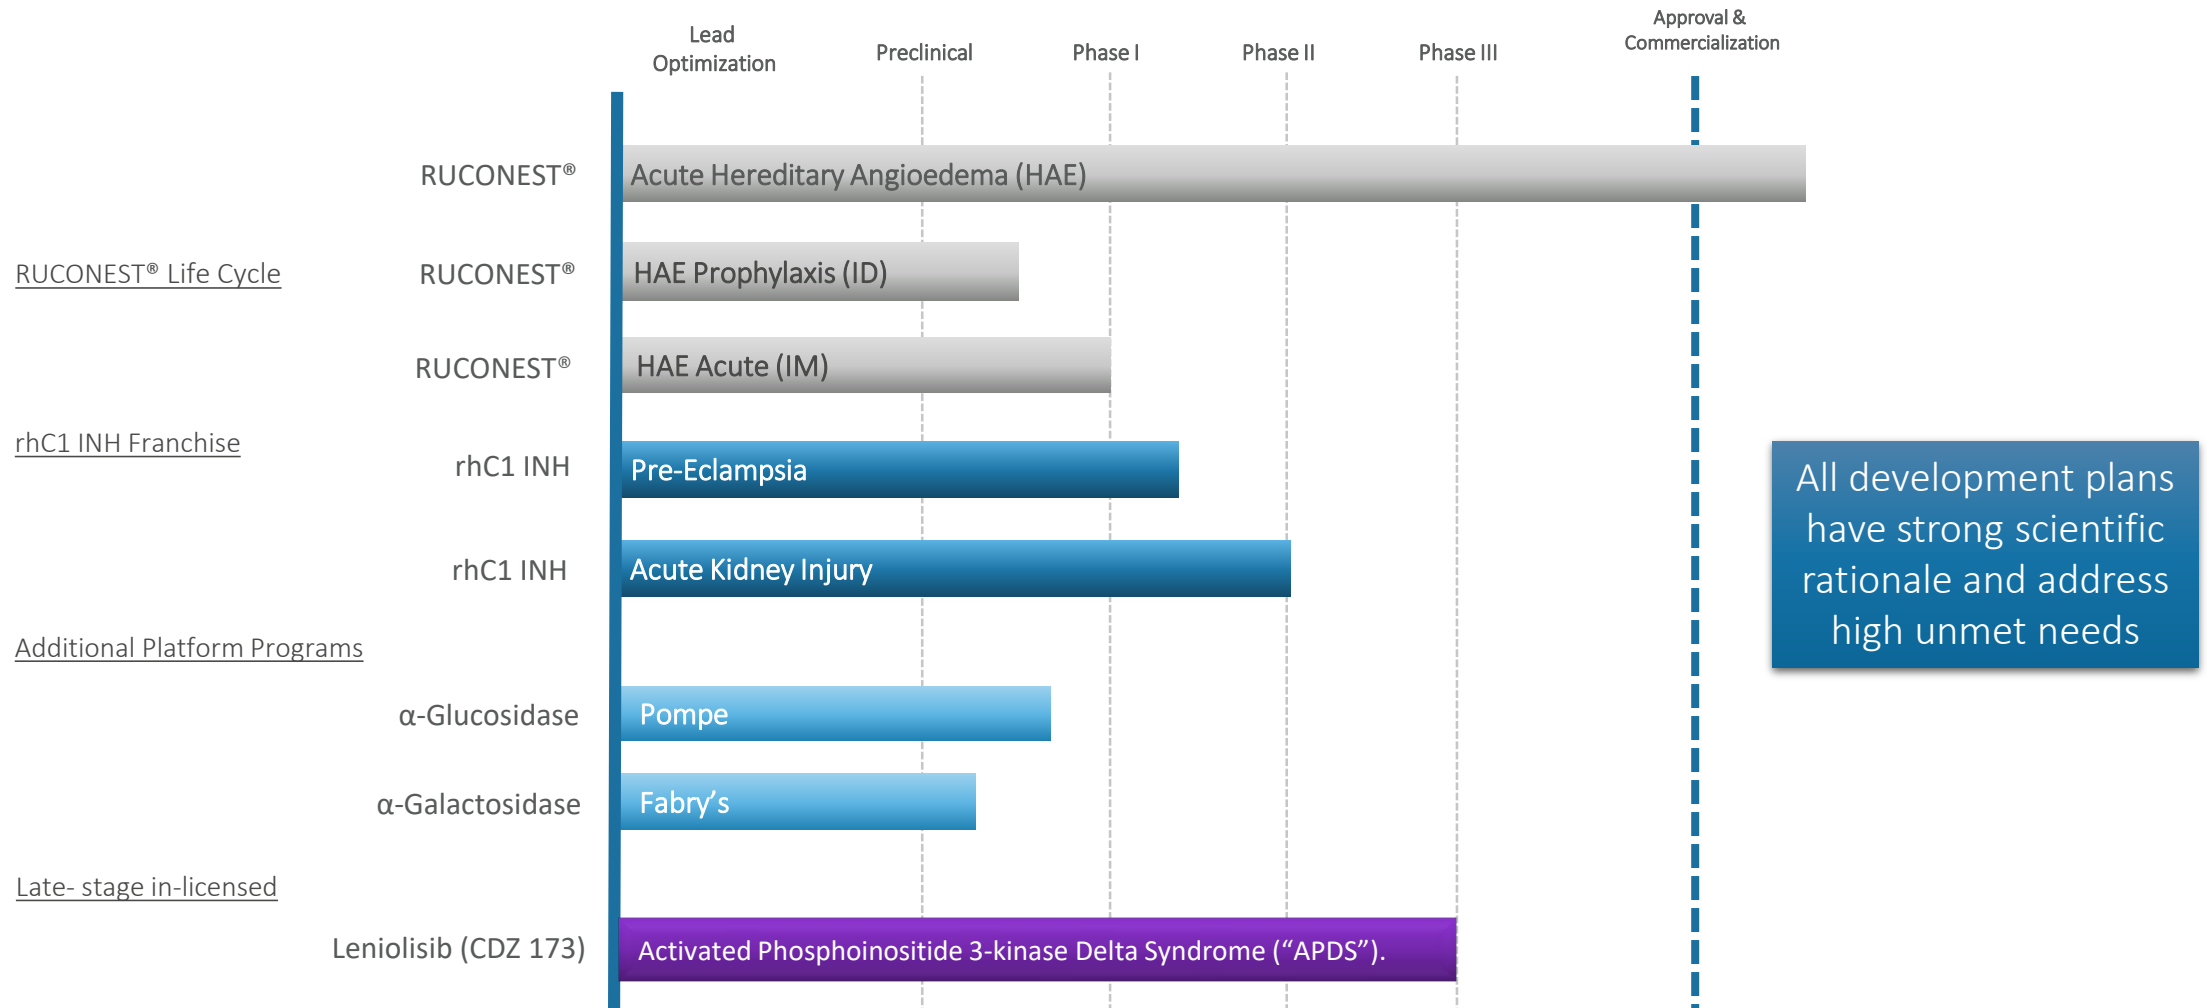 Lead
Optimization
Preclinical
Phase I
Phase II
Phase III
Approval &
Commercialization
RUCONEST®
Acute Hereditary Angioedema (HAE)
RUCONEST® Life Cycle
RUCONEST®
HAE Prophylaxis (ID)
RUCONEST®
HAE Acute (IM)
rhC1 INH Franchise
rhC1 INH
Pre-Eclampsia
rhC1 INH
Acute Kidney Injury
All development plans
have strong scientific
rationale and address
high unmet needs
Additional Platform Programs
α-Glucosidase
Pompe
α-Galactosidase
Fabry’s
Late- stage in-licensed
Leniolisib (CDZ 173)
Activated Phosphoinositide 3-kinase Delta Syndrome (“APDS”).